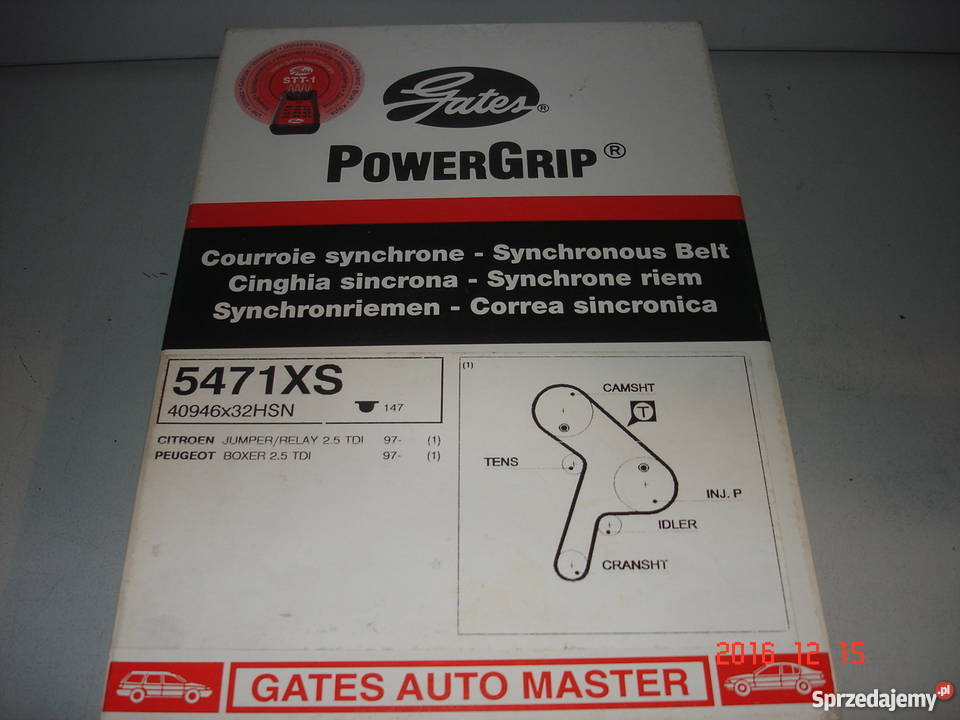 STT-1
Gates®
POWERGRIP®
Courroie synchrone - Synchronous Belt
Cinghia sincrona - Synchrone riem
Synchronriemen - Correa sincronica
5471XS
40946x32HSN 147
CITROEN JUMPER/RELAY 2.5 TDI 97- (1)
PEUGEOT BOXER 2.5 TDI 97- (1)
(1)
CAMSHT
T
TENS
INJ. P
IDLER
CRANSHT
GATES AUTO MASTER
2016 12 15
Sprzedajemy.pl